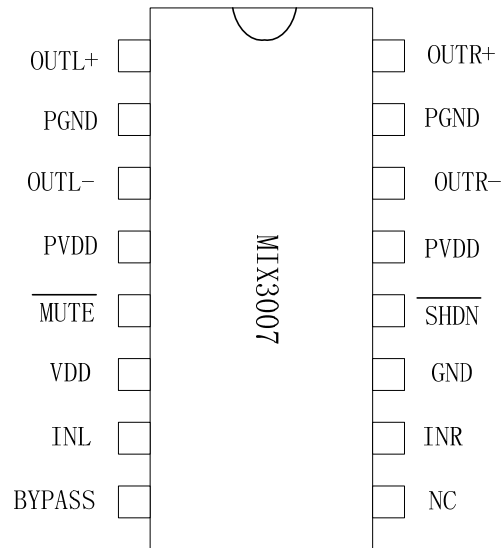 OUTL+
PGND
OUTL-
PVDD
MUTE
VDD
INL
BYPASS
MIX3007
OUTR+
PGND
OUTR-
PVDD
SHDN
GND
INR
NC